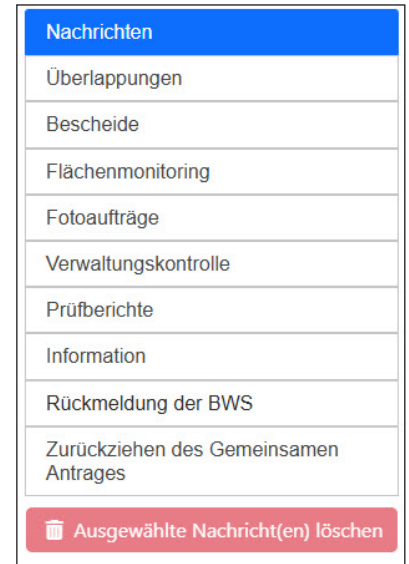 Nachrichten
Überlappungen
Bescheide
Flächenmonitoring
Fotoaufträge
Verwaltungskontrolle
Prüfberichte
Information
Rückmeldung der BWS
Zurückziehen des Gemeinsamen
Antrages
Ausgewählte Nachricht(en) löschen